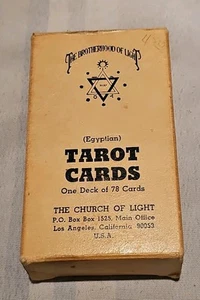 THE BROTHERHOOD OF LIGHT
(Egyptian)
TAROT
CARDS
One Deck of 78 Cards
THE CHURCH OF LIGHT
P.O. Box Box 1525, Main Office
Los Angeles, California 90053
U.S.A.